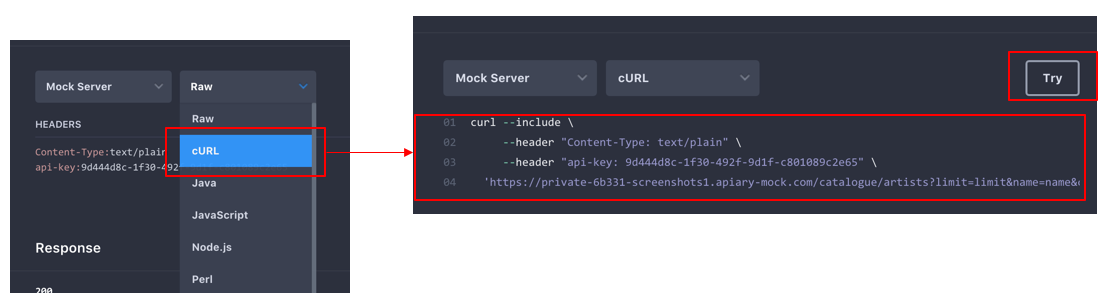 Mock Server
Raw
HEADERS
Raw
Content-Type:text/plain
cURL
api-key:9d444d8c-1f30-492
Java
JavaScript
Response
Node.js
Perl
200
Mock Server
cURL
Try
01 curl --include \
02 --header "Content-Type: text/plain" \
03 --header "api-key: 9d444d8c-1f30-492f-9d1f-c801089c2e65" \
04 'https://private-6b331-screenshots1.apiary-mock.com/catalogue/artists?limit=limit&name=name&